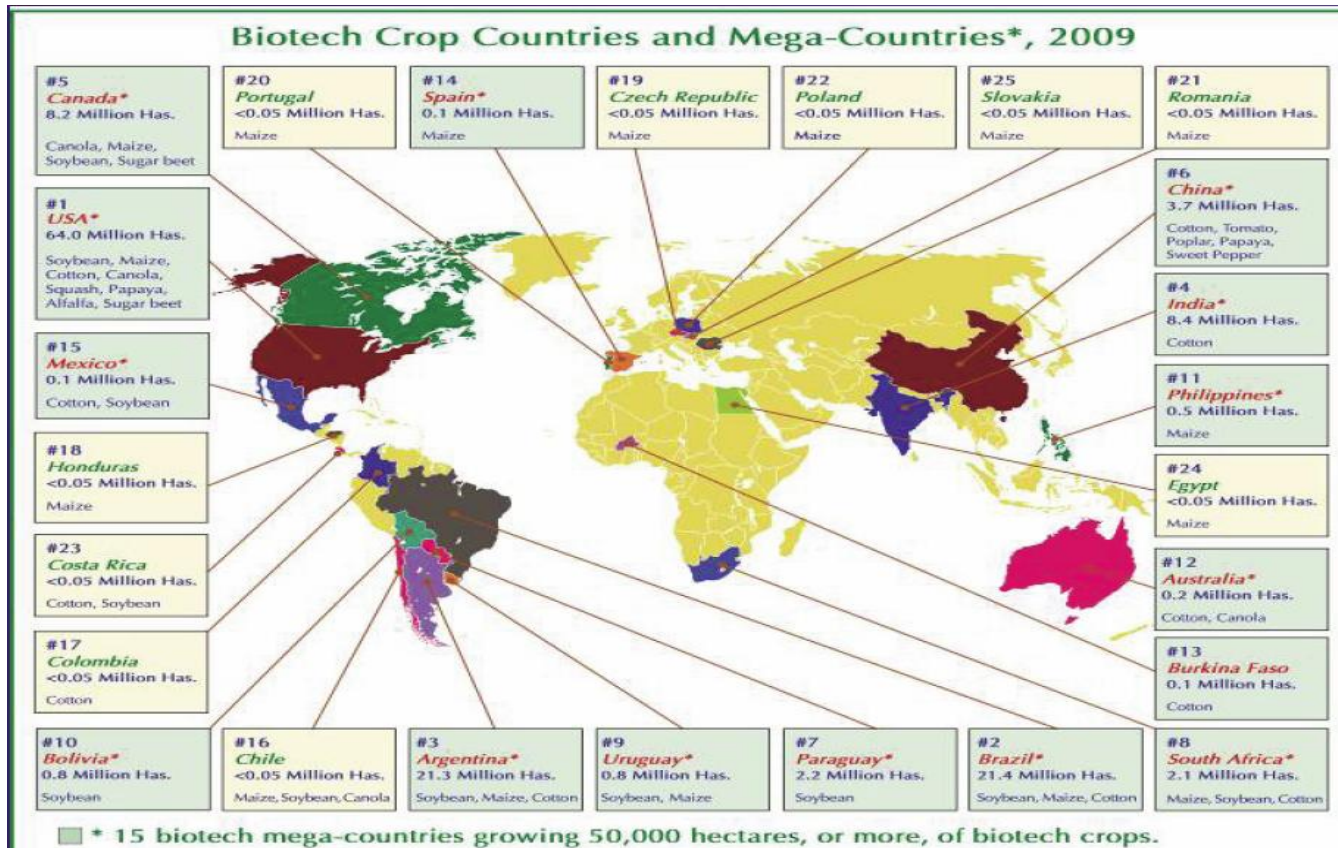 Biotech Crop Countries and Mega-Countries*, 2009
#5
Canada*
8.2 Million Has.
Canola, Maize,
Soybean, Sugar beet
#20
Portugal
<0.05 Million Has.
Maize
#14
Spain*
0.1 Million Has.
Maize
#19
Czech Republic
<0.05 Million Has.
Maize
#22
Poland
<0.05 Million Has.
Maize
#25
Slovakia
<0.05 Million Has.
Maize
#21
Romania
<0.05 Million Has.
Maize
#1
USA*
64.0 Million Has.
Soybean, Maize,
Cotton, Canola,
Squash, Papaya,
Alfalfa, Sugar beet
#6
China*
3.7 Million Has.
Cotton, Tomato,
Poplar, Papaya,
Sweet Pepper
#4
India*
8.4 Million Has.
Cotton
#15
Mexico*
0.1 Million Has.
Cotton, Soybean
#11
Philippines*
0.5 Million Has.
Maize
#18
Honduras
<0.05 Million Has.
Maize
#24
Egypt
<0.05 Million Has.
Maize
#23
Costa Rica
<0.05 Million Has.
Cotton, Soybean
#12
Australia*
0.2 Million Has.
Cotton, Canola
#17
Colombia
<0.05 Million Has.
Cotton
#13
Burkina Faso
0.1 Million Has.
Cotton
#10
Bolivia*
0.8 Million Has.
Soybean
#16
Chile
<0.05 Million Has.
Maize, Soybean, Canola
#3
Argentina*
21.3 Million Has.
Soybean, Maize, Cotton
#9
Uruguay*
0.8 Million Has.
Soybean, Maize
#7
Paraguay*
2.2 Million Has.
Soybean
#2
Brazil*
21.4 Million Has.
Soybean, Maize, Cotton
#8
South Africa*
2.1 Million Has.
Maize, Soybean, Cotton
* 15 biotech mega-countries growing 50,000 hectares, or more, of biotech crops.